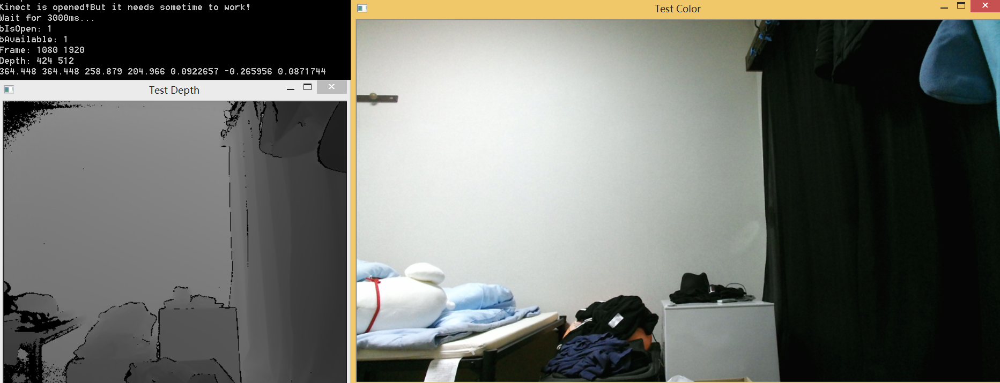 Kinect is opened!But it needs sometime to work!
Wait for 3000ms...
bIsOpen: 1
bAvailable: 1
Frame: 1080 1920
Depth: 424 512
364.448 364.448 258.879 204.966 0.0922657 -0.265956 0.0871744
Test Depth
Test Color